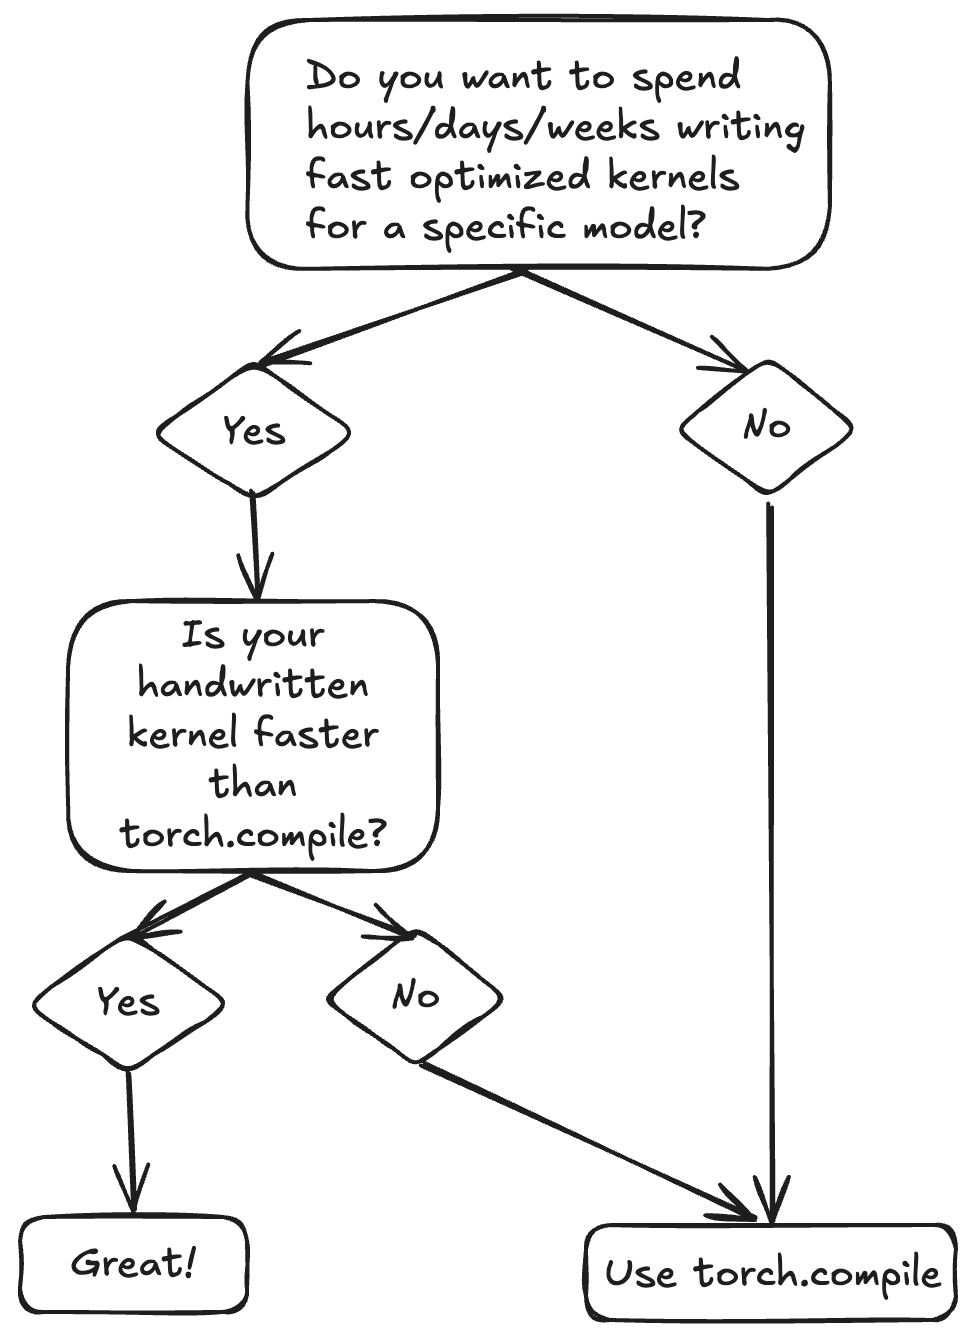 Do you want to spend
hours/days/weeks writing
fast optimized kernels
for a specific model?
Yes
No
Is your
handwritten
kernel faster
than
torch.compile?
Yes
No
Great!
Use torch.compile